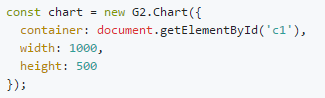 const chart = new G2.Chart({
  container: document.getElementById('c1'),
  width: 1000,
  height: 500
});